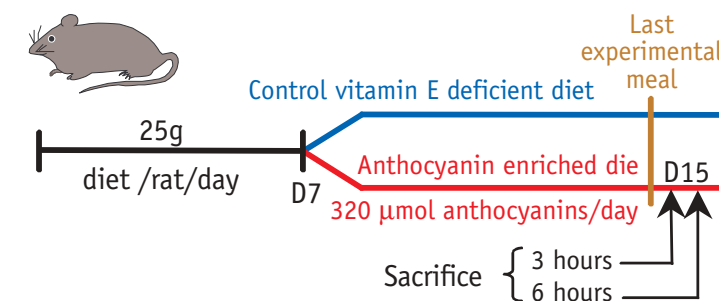 Last
experimental
meal
Control vitamin E deficient diet
25g
diet /rat/day
D7
Anthocyanin enriched die
D15
320 µmol anthocyanins/day
Sacrifice
3 hours
6 hours